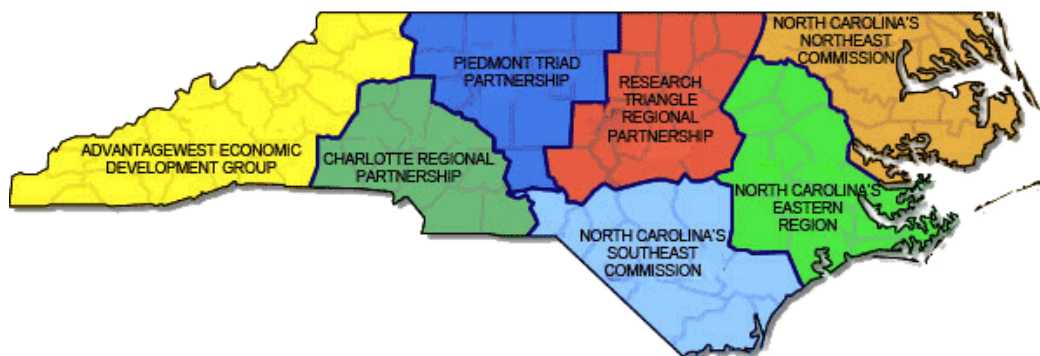 NORTH CAROLINA'S
NORTHEAST
COMMISSION
PIEDMONT TRIAD
PARTNERSHIP
RESEARCH
TRIANGLE
REGIONAL
PARTNERSHIP
ADVANTAGEWEST ECONOMIC
DEVELOPMENT GROUP
CHARLOTTE REGIONAL
PARTNERSHIP
NORTH CAROLINA'S
EASTERN
REGION
NORTH CAROLINA'S
SOUTHEAST
COMMISSION